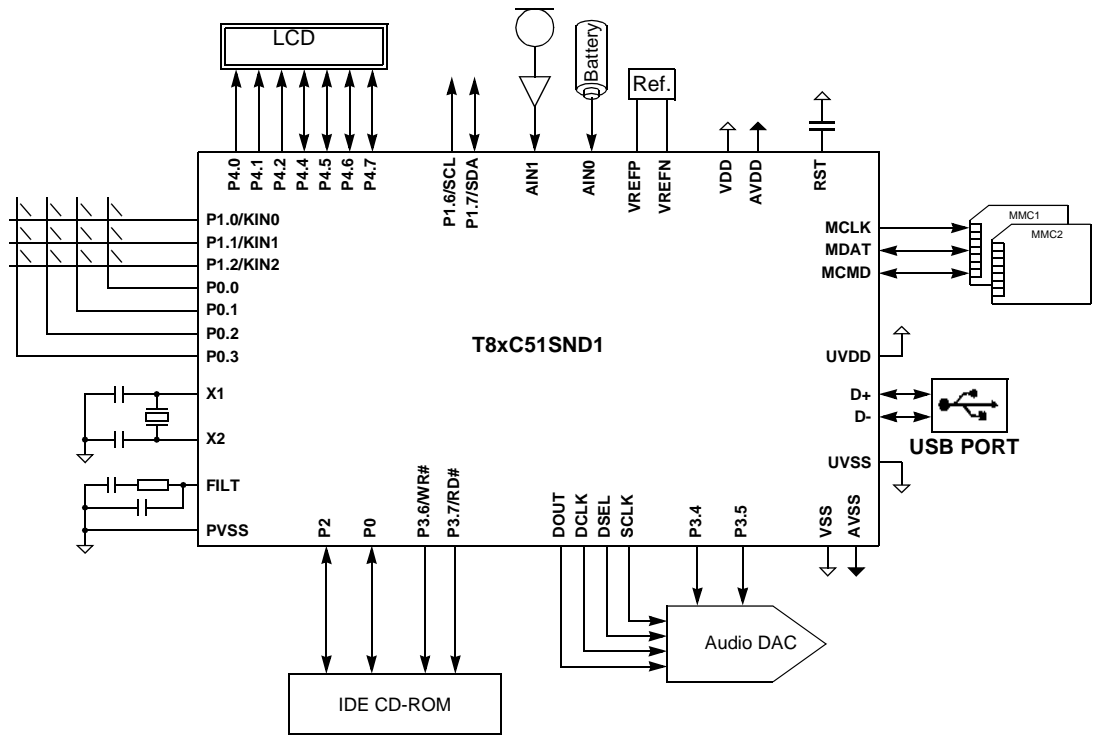 LCD
Battery
Ref.
P4.0
P4.1
P4.2
P4.4
P4.5
P4.6
P4.7
P1.6/SCL
P1.7/SDA
AIN1
AIN0
VREFP
VREFN
VDD
AVDD
RST
P1.0/KIN0
P1.1/KIN1
P1.2/KIN2
P0.0
P0.1
P0.2
P0.3
X1
X2
FILT
PVSS
T8xC51SND1
MCLK
MDAT
MCMD
MMC1
MMC2
UVDD
D+
D-
USB PORT
UVSS
P2
P0
P3.6/WR#
P3.7/RD#
DOUT
DCLK
DSEL
SCLK
P3.4
P3.5
VSS
AVSS
Audio DAC
IDE CD-ROM